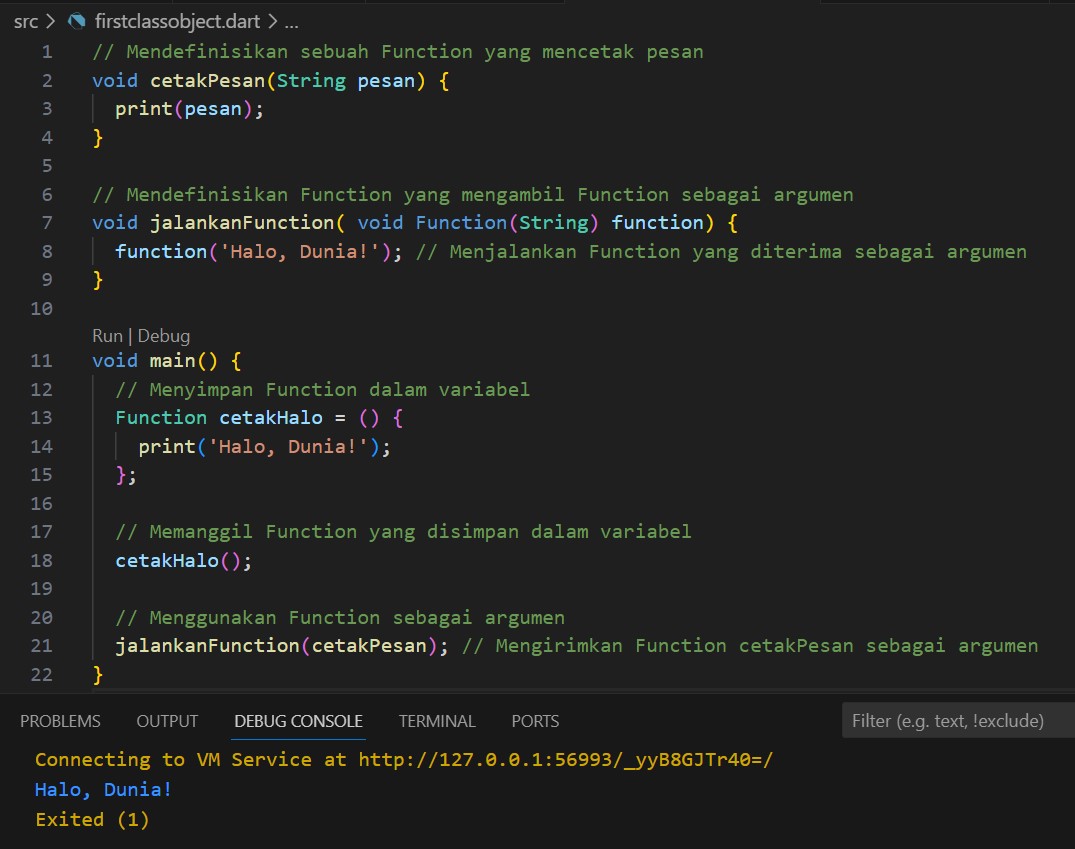 src > firstclassobject.dart > ...
1 // Mendefinisikan sebuah Function yang mencetak pesan
2 void cetakPesan(String pesan) {
3   print(pesan);
4 }
5
6 // Mendefinisikan Function yang mengambil Function sebagai argumen
7 void jalankanFunction( void Function(String) function) {
8   function('Halo, Dunia!'); // Menjalankan Function yang diterima sebagai argumen
9 }
10
Run | Debug
11 void main() {
12   // Menyimpan Function dalam variabel
13   Function cetakHalo = () {
14     print('Halo, Dunia!');
15   };
16
17   // Memanggil Function yang disimpan dalam variabel
18   cetakHalo();
19
20   // Menggunakan Function sebagai argumen
21   jalankanFunction(cetakPesan); // Mengirimkan Function cetakPesan sebagai argumen
22 }
PROBLEMS OUTPUT DEBUG CONSOLE TERMINAL PORTS Filter (e.g. text, !exclude)
Connecting to VM Service at http://127.0.0.1:56993/_yyB8GJTr40=/
Halo, Dunia!
Exited (1)